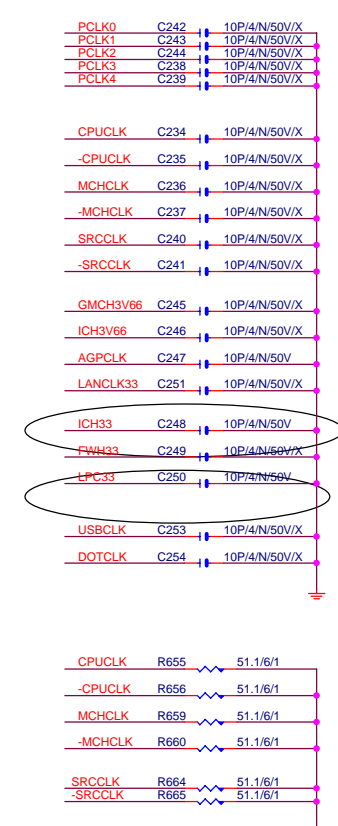 PCLK0 C242 10P/4/N/50V/X
PCLK1 C243 10P/4/N/50V/X
PCLK2 C244 10P/4/N/50V/X
PCLK3 C238 10P/4/N/50V/X
PCLK4 C239 10P/4/N/50V/X
CPUCLK C234 10P/4/N/50V/X
-CPUCLK C235 10P/4/N/50V/X
MCHCLK C236 10P/4/N/50V/X
-MCHCLK C237 10P/4/N/50V/X
SRCCLK C240 10P/4/N/50V/X
-SRCCLK C241 10P/4/N/50V/X
GMCH3V66 C245 10P/4/N/50V/X
ICH3V66 C246 10P/4/N/50V/X
AGPCLK C247 10P/4/N/50V
LANCLK33 C251 10P/4/N/50V/X
ICH33 C248 10P/4/N/50V
FWH33 C249 10P/4/N/50V/X
LPC33 C250 10P/4/N/50V
USBCLK C253 10P/4/N/50V/X
DOTCLK C254 10P/4/N/50V/X
CPUCLK R655 51.1/6/1
-CPUCLK R656 51.1/6/1
MCHCLK R659 51.1/6/1
-MCHCLK R660 51.1/6/1
SRCCLK R664 51.1/6/1
-SRCCLK R665 51.1/6/1